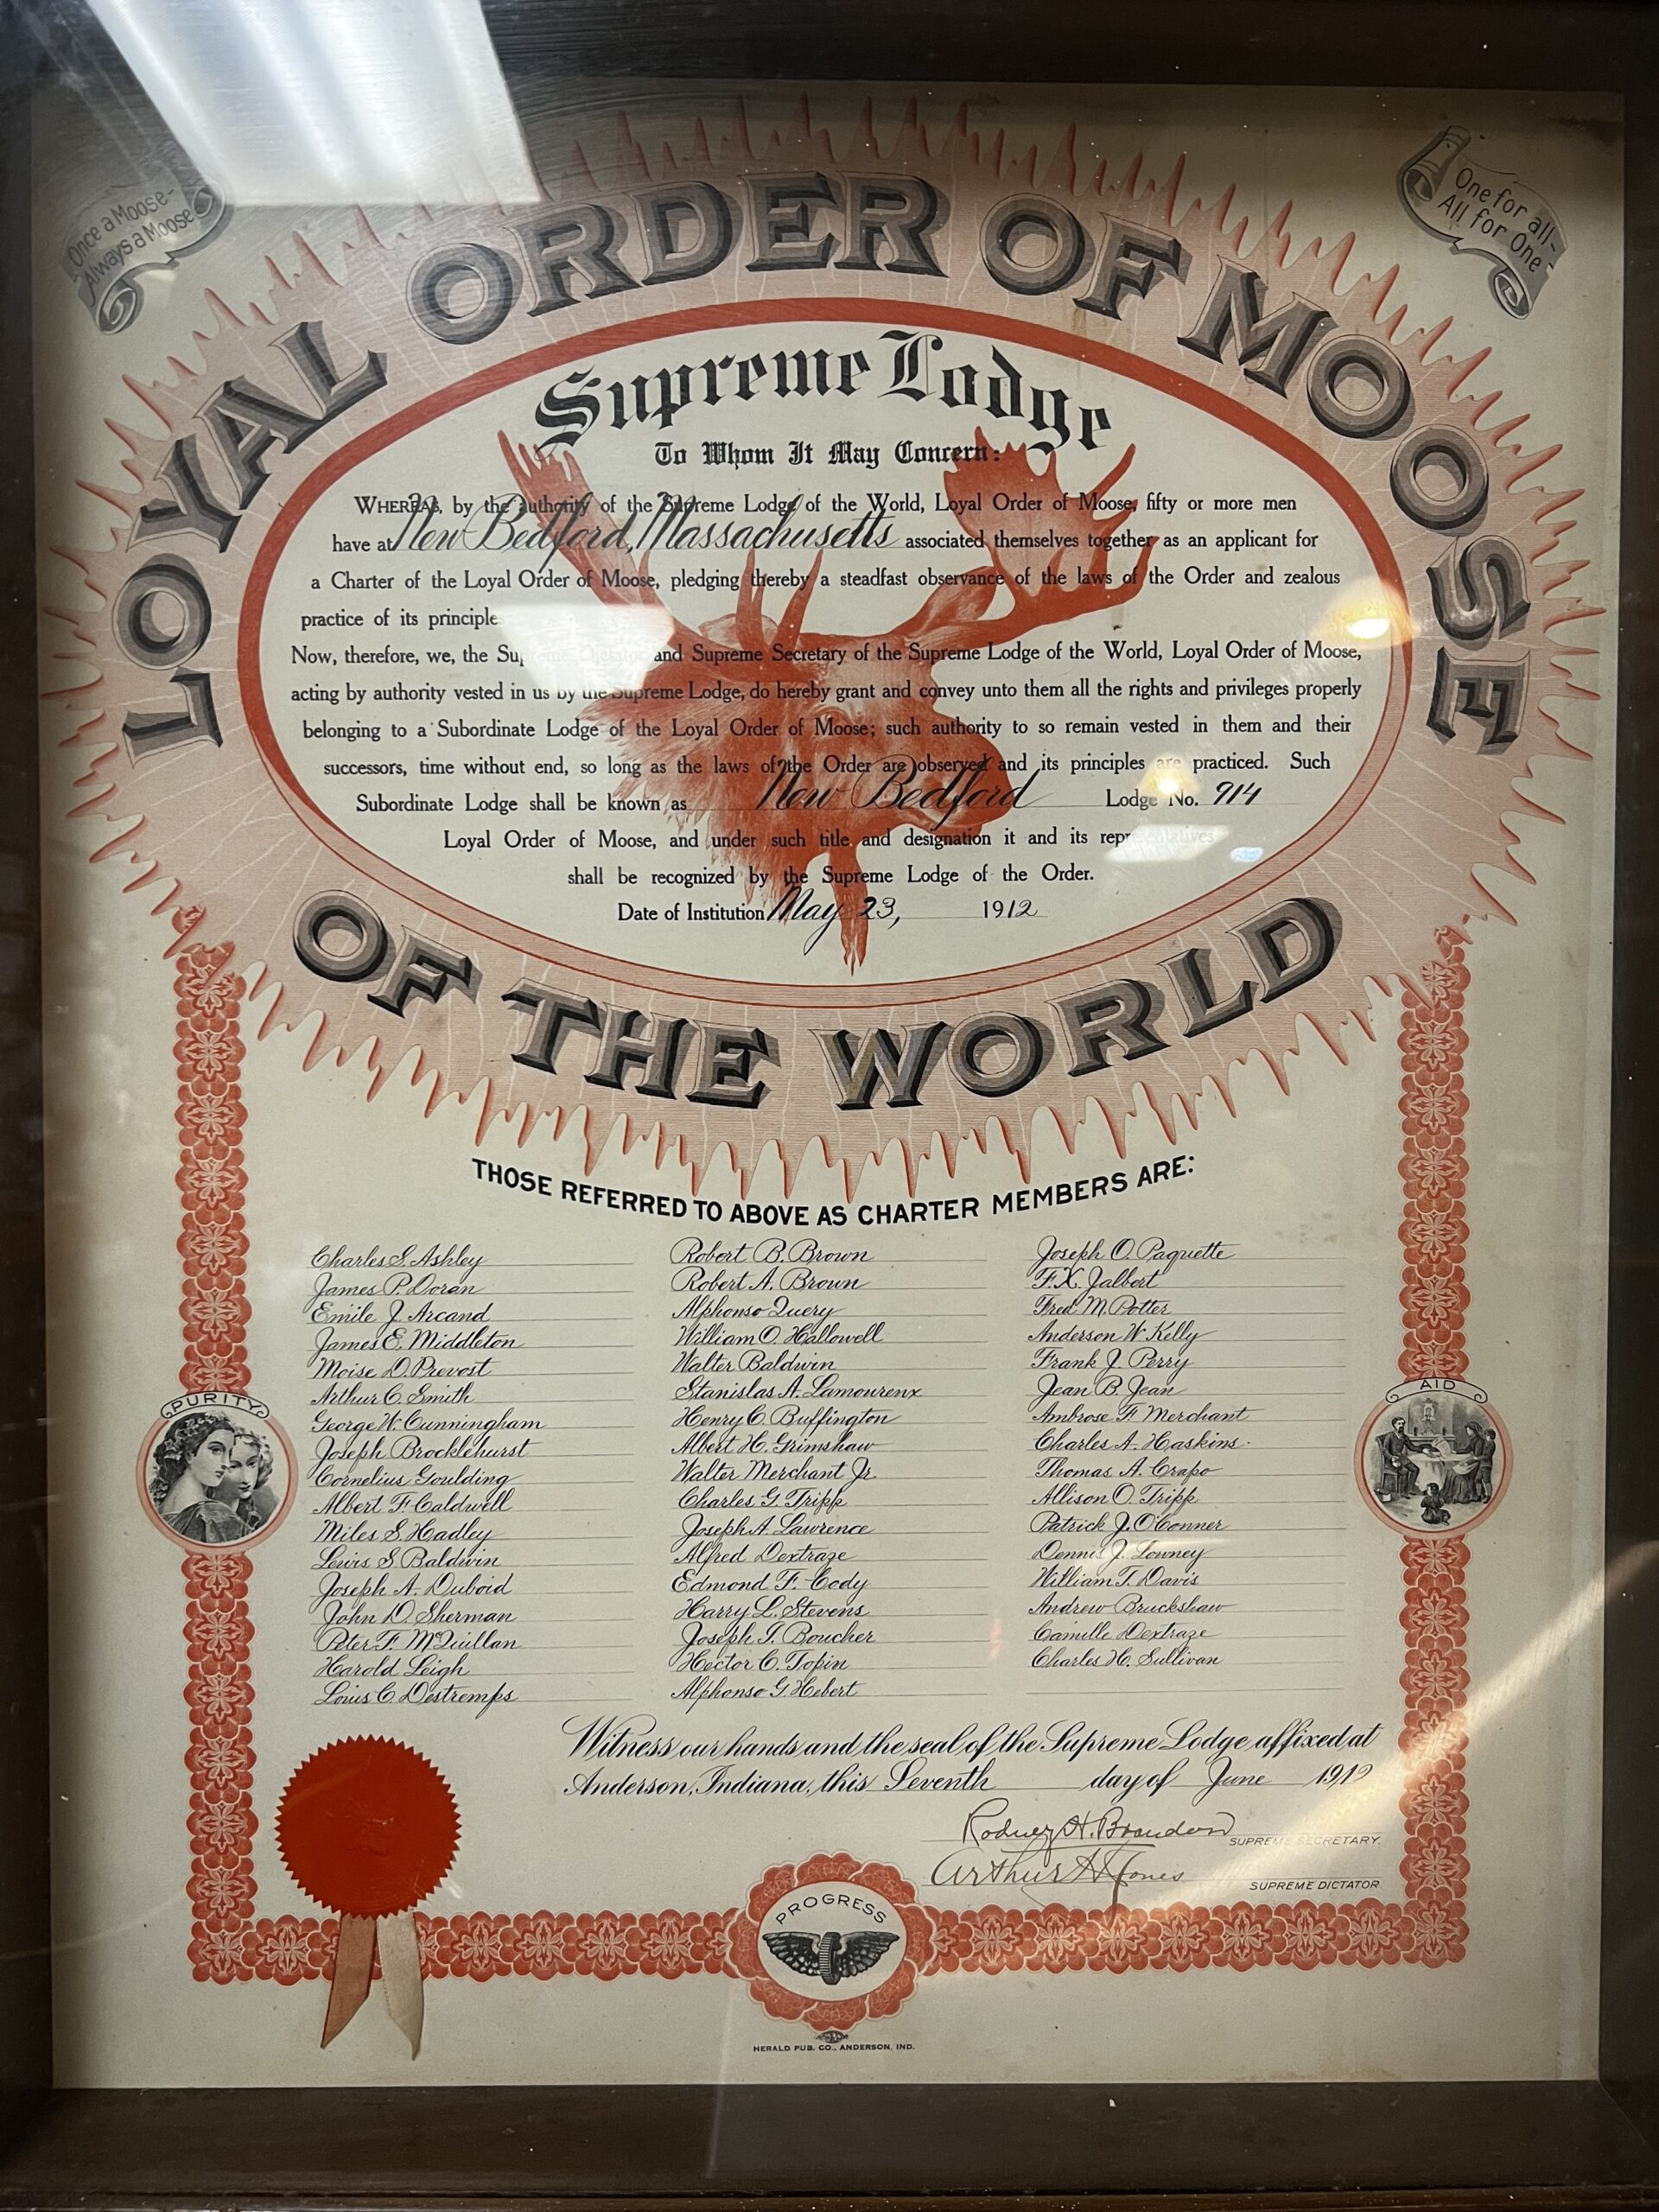 Once a Moose-
Always a Moose
One for all-
All for One
LOYAL ORDER OF MOOSE
Supreme Lodge
To Whom It May Concern:
WHEREAS, by the authority of the Supreme Lodge of the World, Loyal Order of Moose, fifty or more men
have at New Bedford, Massachusetts associated themselves together as an applicant for
a Charter of the Loyal Order of Moose, pledging thereby a steadfast observance of the laws of the Order and zealous
practice of its principles
Now, therefore, we, the Supreme Dictator and Supreme Secretary of the Supreme Lodge of the World, Loyal Order of Moose,
acting by authority vested in us by the Supreme Lodge, do hereby grant and convey unto them all the rights and privileges properly
belonging to a Subordinate Lodge of the Loyal Order of Moose; such authority to so remain vested in them and their
successors, time without end, so long as the laws of the Order are observed and its principles are practiced. Such
Subordinate Lodge shall be known as New Bedford Lodge No. 914
Loyal Order of Moose, and under such title and designation it and its representatives
shall be recognized by the Supreme Lodge of the Order.
Date of Institution May 23, 1912
OF THE WORLD
THOSE REFERRED TO ABOVE AS CHARTER MEMBERS ARE:
Charles S. Ashley
James P. Doran
Emile J. Arcand
James E. Middleton
Moise D. Prevost
Arthur C. Smith
George W. Cunningham
Joseph Brocklehurst
Cornelius Goulding
Albert F. Caldwell
Miles S. Hadley
Lewis S. Baldwin
Joseph A. Duboid
John D. Sherman
Peter F. McQuillan
Harold Leigh
Louis C. Destremps
Robert B. Brown
Robert A. Brown
Alphonso Query
William O. Hallowell
Walter Baldwin
Stanislas A. Lamourenx
Henry C. Buffington
Albert H. Grimshaw
Walter Merchant Jr.
Charles G. Tripp
Joseph A. Lawrence
Alfred Dextraze
Edmond F. Cody
Harry L. Stevens
Joseph T. Boucher
Hector C. Topin
Alphonso G. Hebert
Joseph O. Paquette
F.X. Jalbert
Fred M. Potter
Anderson W. Kelly
Frank J. Perry
Jean B. Jean
Ambrose F. Merchant
Charles A. Haskins.
Thomas A. Crapo
Allison O. Tripp
Patrick J. O'Conner
Dennis J. Lowney
William T. Davis
Andrew Bruckshaw
Camille Dextraze
Charles H. Sullivan
PURITY
AID
Witness our hands and the seal of the Supreme Lodge affixed at
Anderson, Indiana, this Seventh day of June 1912
Rodney H. Brandon SUPREME SECRETARY.
Arthur H. Jones SUPREME DICTATOR
PROGRESS
HERALD PUB. CO., ANDERSON, IND.